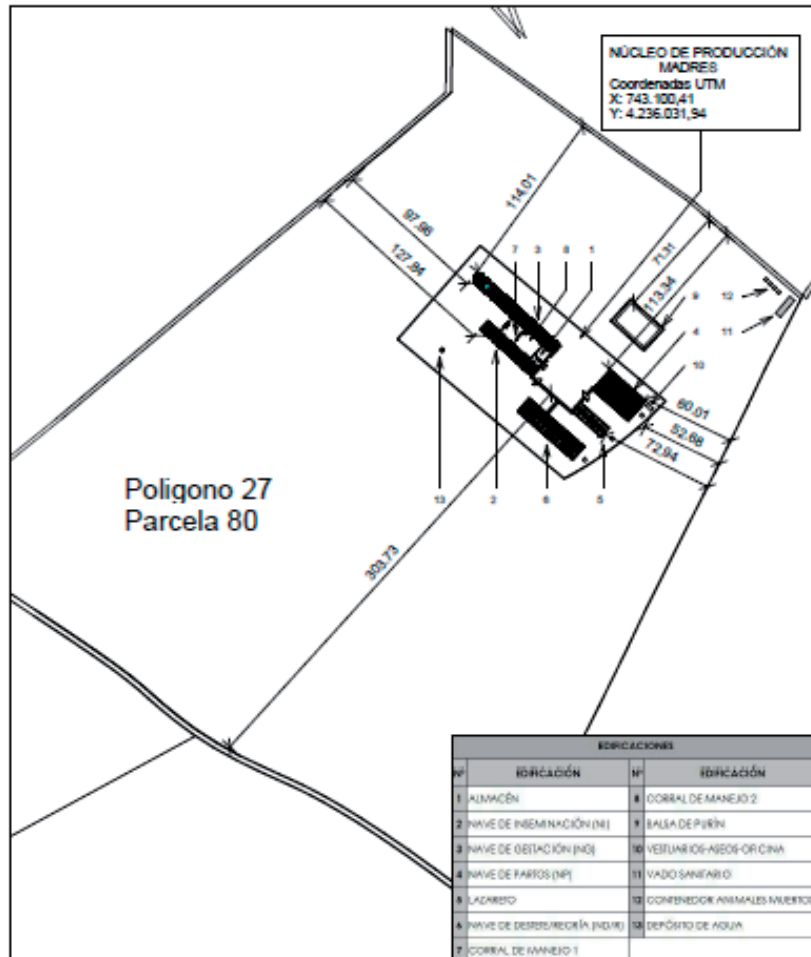 NÚCLEO DE PRODUCCIÓN
MADRES
Coordenadas UTM
X: 743.100,41
Y: 4.236.031,94
114.01
97.96
127.84
71.31
113.34
7 3 8 1
9 12
4 11
10
60.01
52.68
72.94
13 2 6 5
303.73
Poligono 27
Parcela 80
EDIFICACIONES
Nº EDIFICACIÓN Nº EDIFICACIÓN
1 ALMACÉN 8 CORRAL DE MANEJO 2
2 NAVE DE INSEMINACIÓN (NI) 9 BALSA DE PURÍN
3 NAVE DE GESTACIÓN (NG) 10 VESTUARIOS-ASEOS-OFICINA
4 NAVE DE PARTOS (NP) 11 VADO SANITARIO
5 LAZARETO 12 CONTENEDOR ANIMALES MUERTOS
6 NAVE DE DESTETE/RECRÍA (ND/R) 13 DEPÓSITO DE AGUA
7 CORRAL DE MANEJO 1